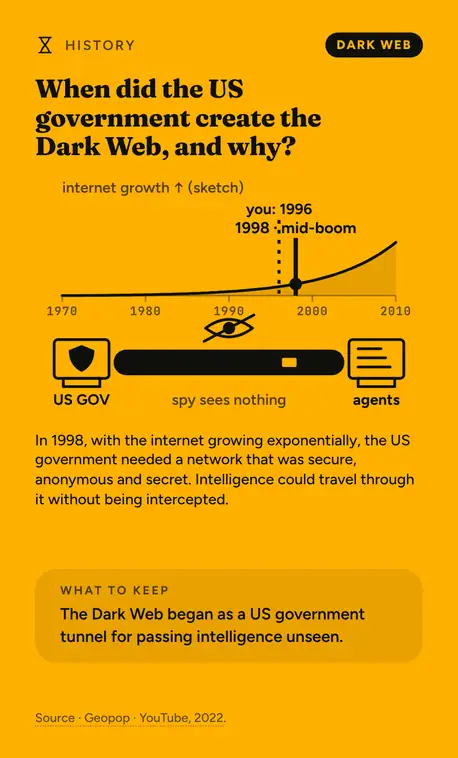 HISTORY
DARK WEB
When did the US
government create the
Dark Web, and why?
internet growth ↑ (sketch)
you: 1996
1998 · mid-boom
1970 1980 1990 2000 2010
US GOV
spy sees nothing
agents
In 1998, with the internet growing exponentially, the US
government needed a network that was secure,
anonymous and secret. Intelligence could travel through
it without being intercepted.
WHAT TO KEEP
The Dark Web began as a US government
tunnel for passing intelligence unseen.
Source · Geopop · YouTube, 2022.